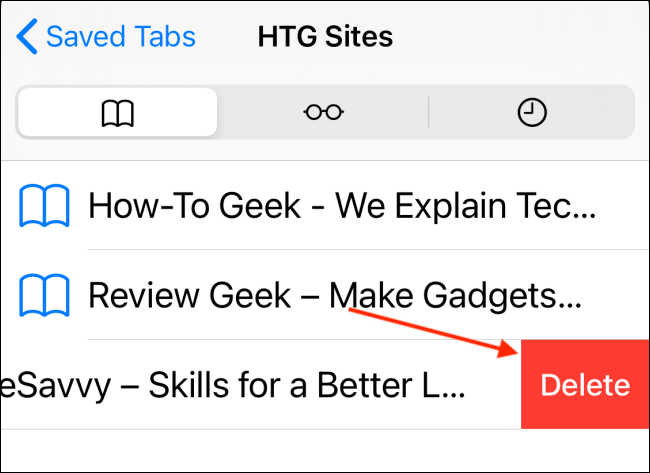 Saved Tabs HTG Sites
How-To Geek - We Explain Tec...
Review Geek – Make Gadgets...
eSavvy – Skills for a Better L... Delete